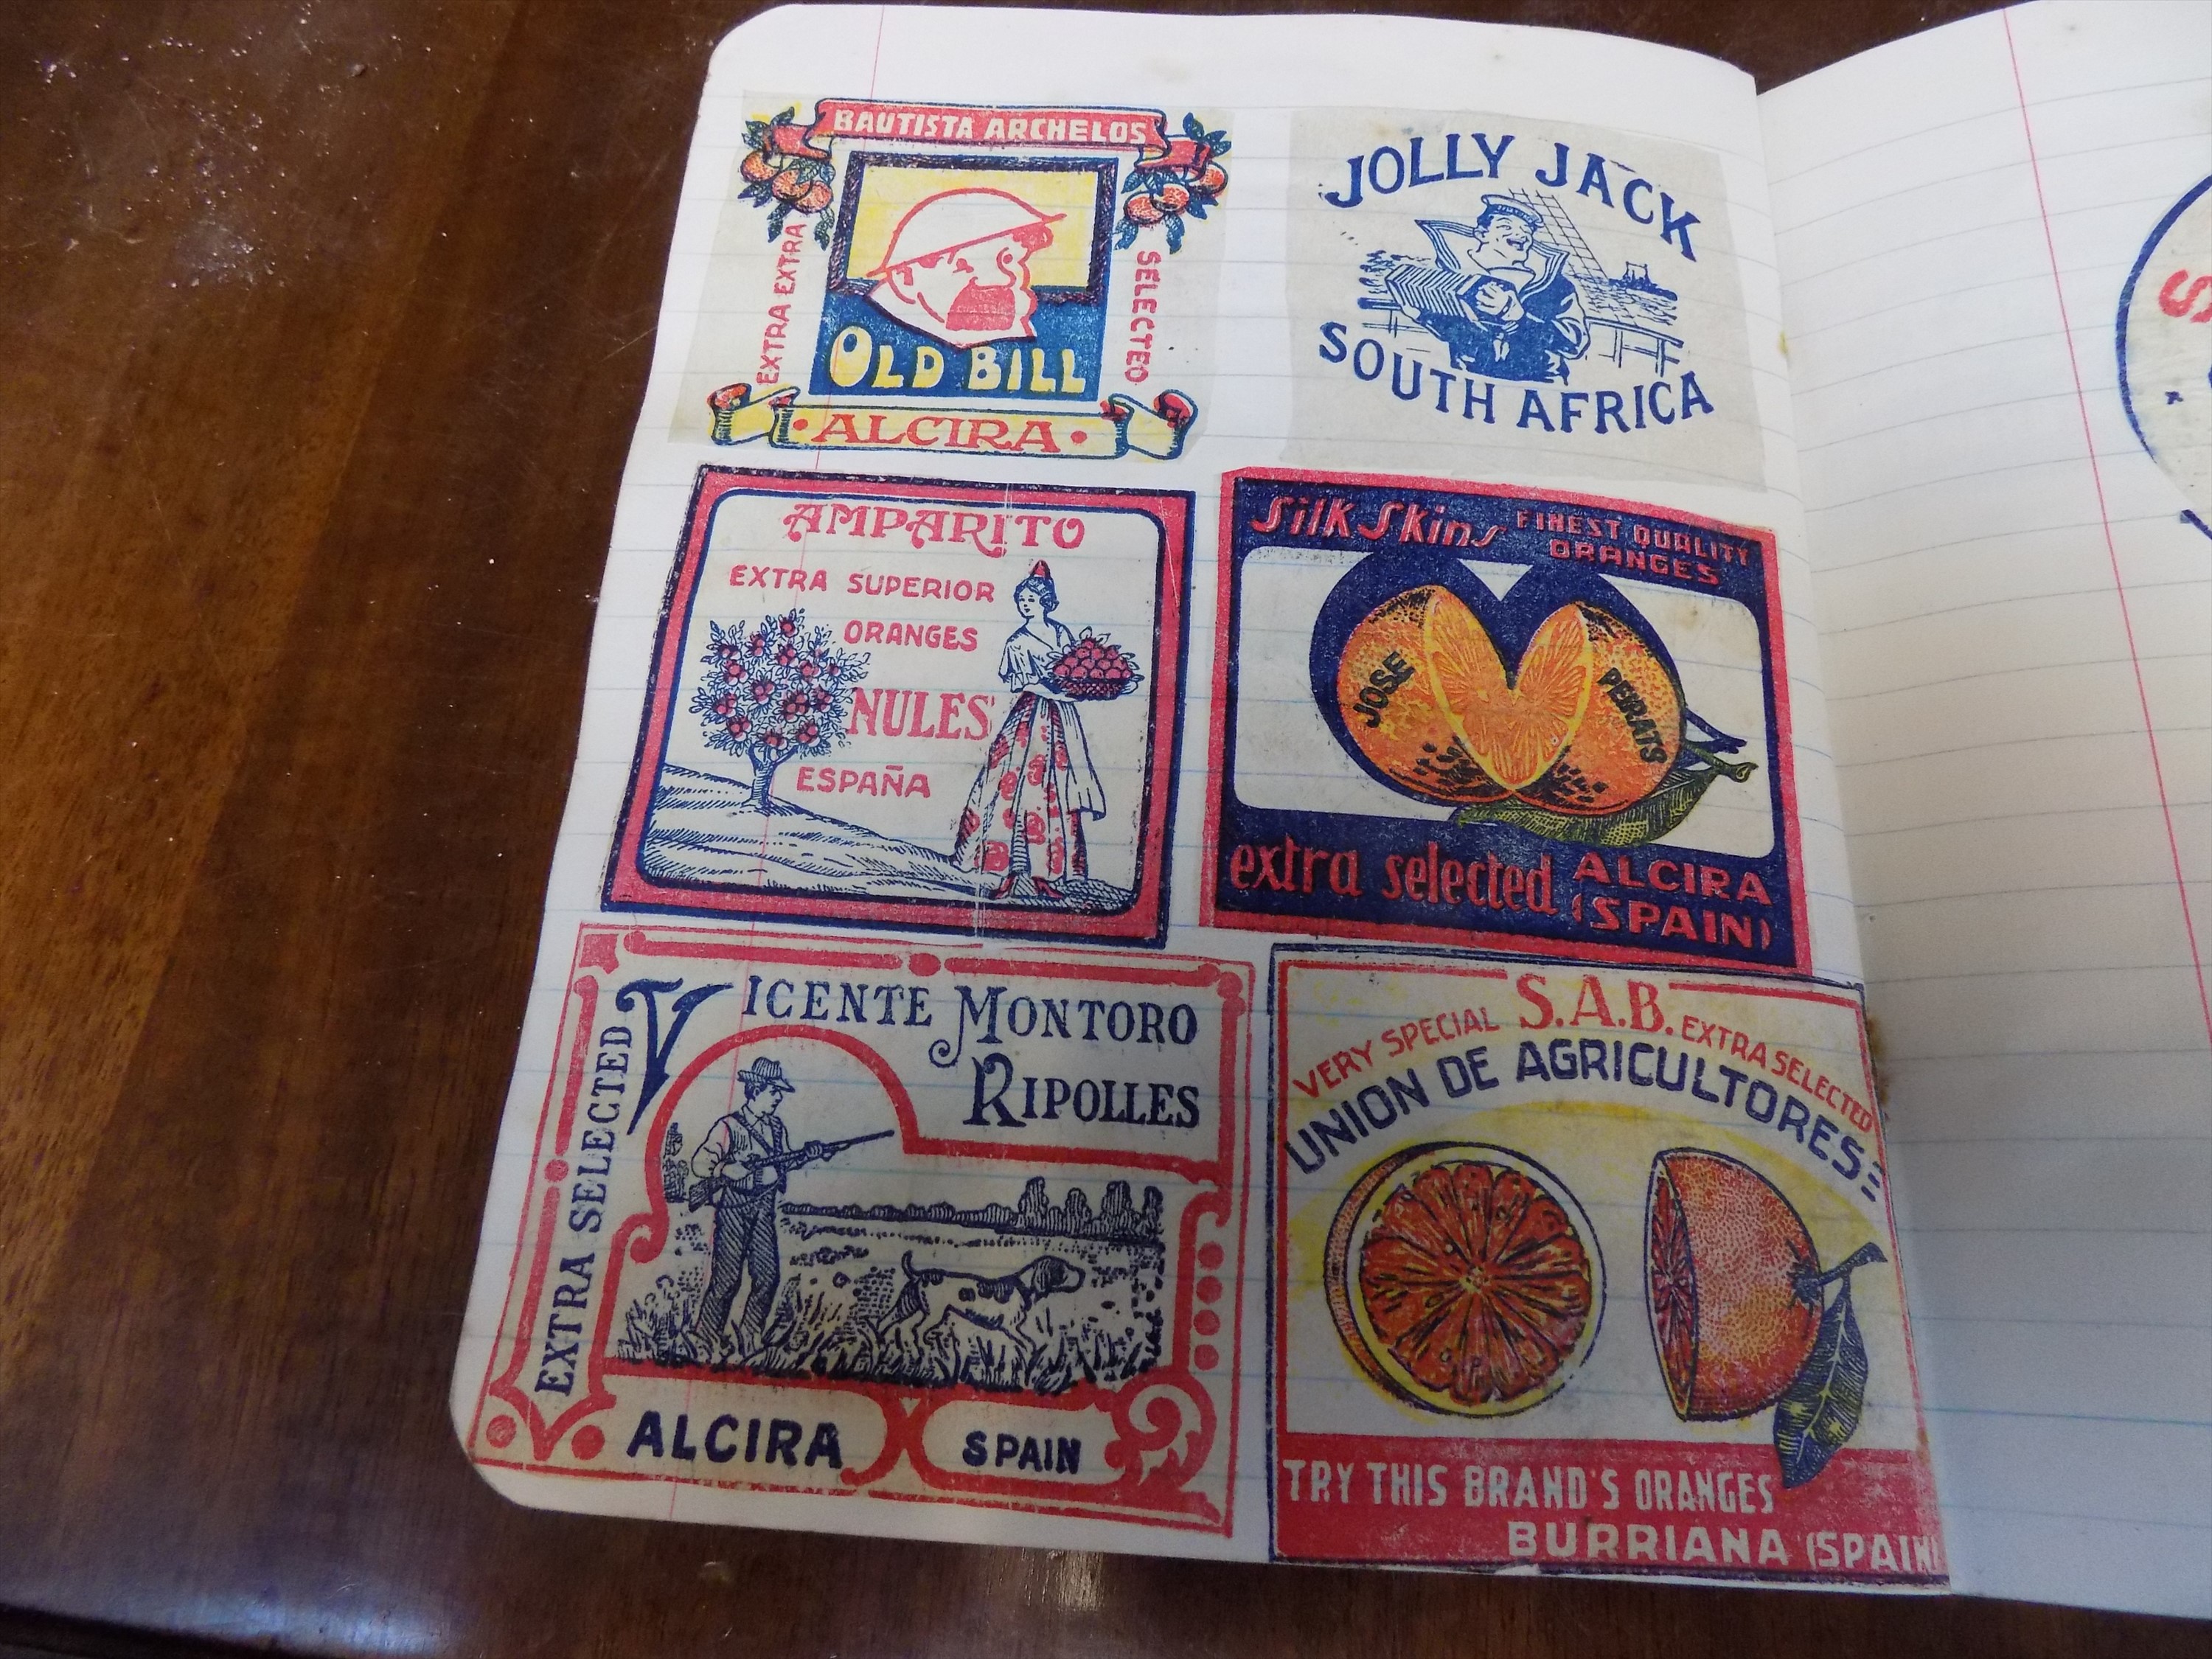 BAUTISTA ARCHELOS
EXTRA EXTRA
SELECTED
OLD BILL
·ALCIRA·
JOLLY JACK
SOUTH AFRICA
AMPARITO
EXTRA SUPERIOR
ORANGES
NULES
ESPAÑA
Silk Skins FINEST QUALITY
ORANGES
JOSE
PERATS
extra selected ALCIRA
(SPAIN)
VICENTE MONTORO
RIPOLLES
EXTRA SELECTED
ALCIRA SPAIN
VERY SPECIAL S.A.B. EXTRA SELECTED
UNION DE AGRICULTORES
TRY THIS BRAND'S ORANGES
BURRIANA (SPAIN)